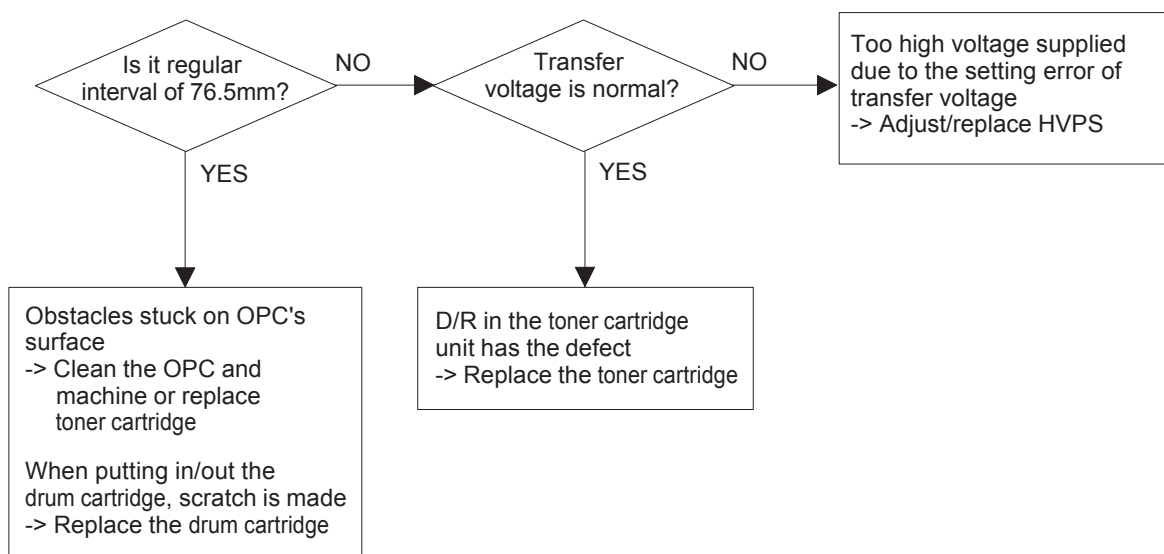 Is it regular
interval of 76.5mm?
NO
Transfer
voltage is normal?
NO
Too high voltage supplied
due to the setting error of
transfer voltage
-> Adjust/replace HVPS
YES
YES
Obstacles stuck on OPC's
surface
-> Clean the OPC and
machine or replace
toner cartridge
When putting in/out the
drum cartridge, scratch is made
-> Replace the drum cartridge
D/R in the toner cartridge
unit has the defect
-> Replace the toner cartridge